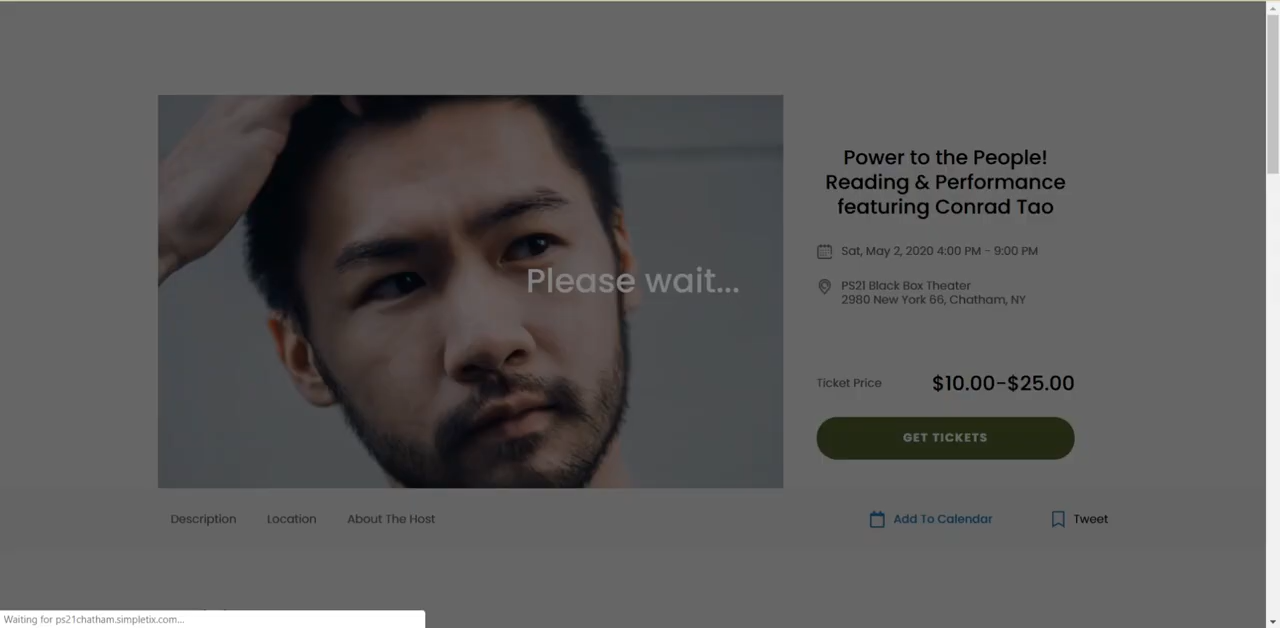 Power to the People!
Reading & Performance
featuring Conrad Tao
Sat, May 2, 2020 4:00 PM - 9:00 PM
Please wait...
PS21 Black Box Theater
2980 New York 66, Chatham, NY
Ticket Price $10.00-$25.00
GET TICKETS
Description Location About The Host Add To Calendar Tweet
Waiting for ps21chatham.simpletix.com...